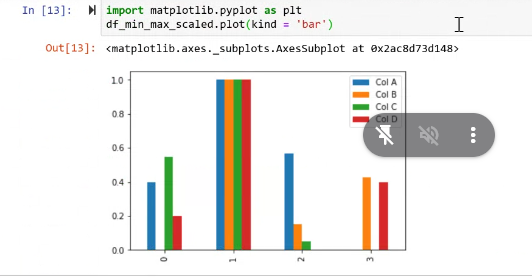 In [13]: import matplotlib.pyplot as plt
df_min_max_scaled.plot(kind = 'bar')
Out[13]: <matplotlib.axes._subplots.AxesSubplot at 0x2ac8d73d148>
1.0
0.8
0.6
0.4
0.2
0.0
Col A
Col B
Col C
Col D
0 1 2 3